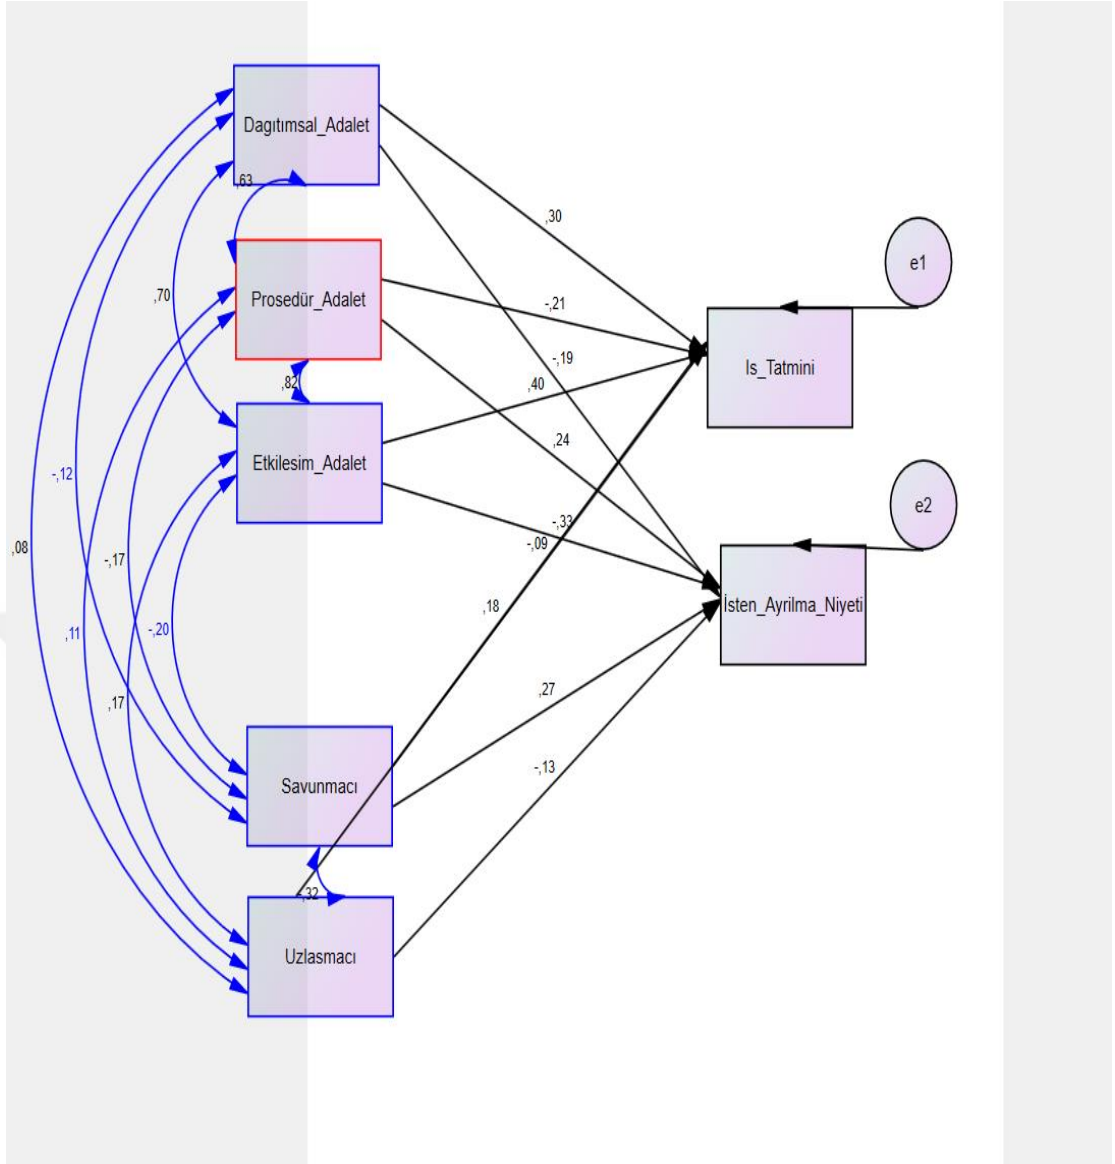 Dagıtımsal_Adalet
,63
,30
e1
Prosedür_Adalet
,70
-,21
Is_Tatmini
-,19
,82
,40
,24
Etkilesim_Adalet
-,12
e2
-,33
-,09
,08
-,17
,18
İsten_Ayrilma_Niyeti
,11
-,20
,27
,17
-,13
Savunmacı
-,32
Uzlasmacı